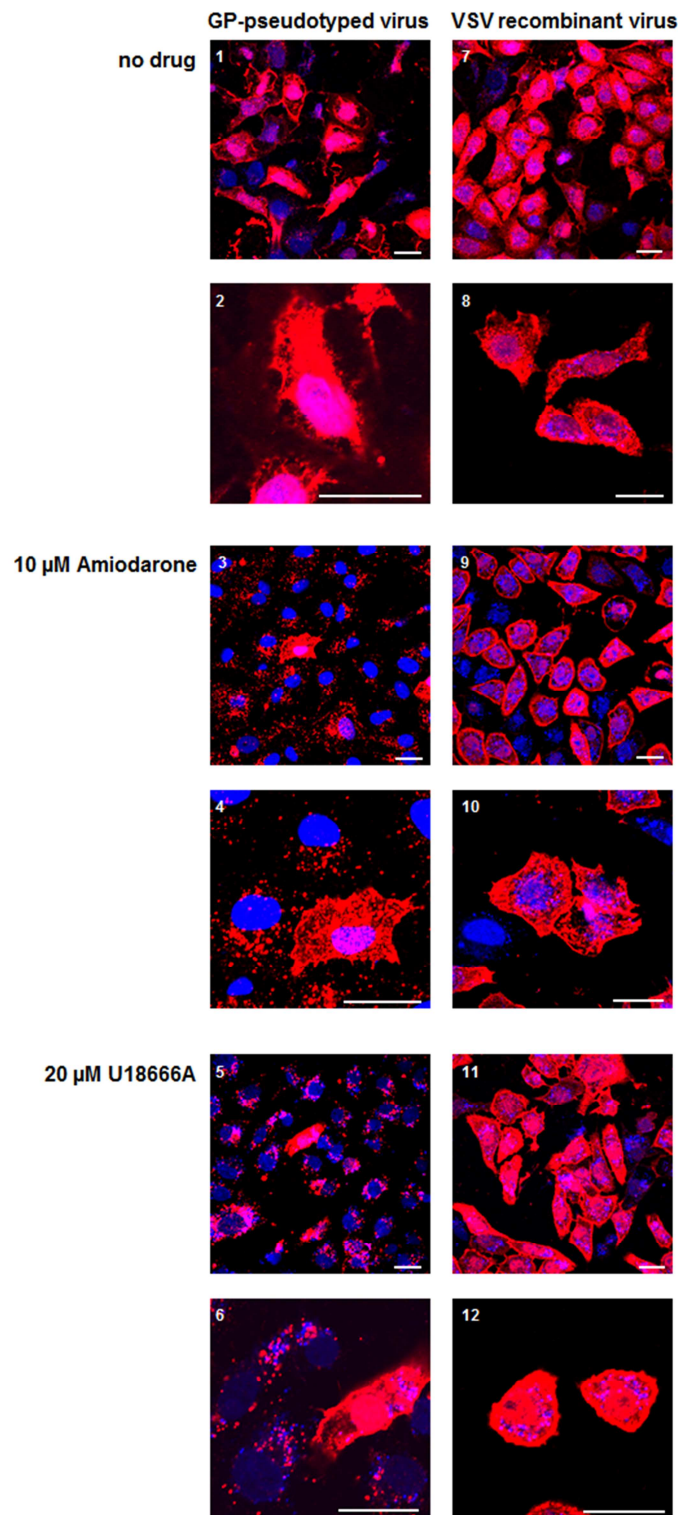 GP-pseudotyped virus VSV recombinant virus
no drug
1 7
2 8
10 µM Amiodarone
3 9
4 10
20 µM U18666A
5 11
6 12